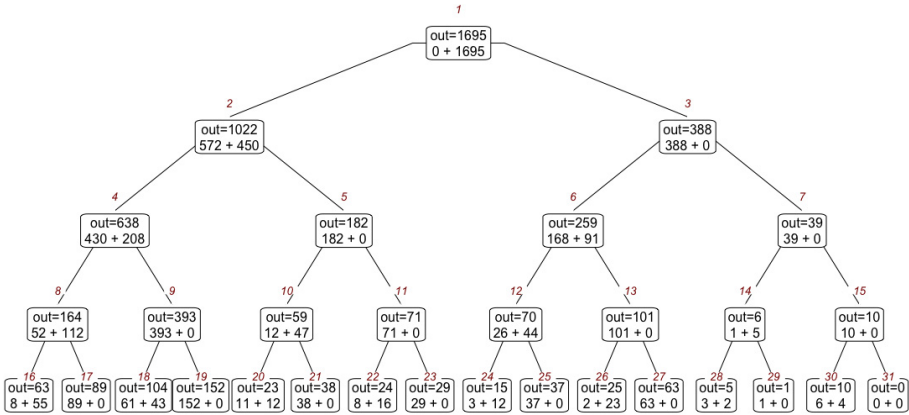 1
out=1695
0 + 1695
2
3
out=1022
572 + 450
out=388
388 + 0
4
5
6
7
out=638
430 + 208
out=182
182 + 0
out=259
168 + 91
out=39
39 + 0
8
9
10
11
12
13
14
15
out=164
52 + 112
out=393
393 + 0
out=59
12 + 47
out=71
71 + 0
out=70
26 + 44
out=101
101 + 0
out=6
1 + 5
out=10
10 + 0
16
17
18
19
20
21
22
23
24
25
26
27
28
29
30
31
out=63
8 + 55
out=89
89 + 0
out=104
61 + 43
out=152
152 + 0
out=23
11 + 12
out=38
38 + 0
out=24
8 + 16
out=29
29 + 0
out=15
3 + 12
out=37
37 + 0
out=25
2 + 23
out=63
63 + 0
out=5
3 + 2
out=1
1 + 0
out=10
6 + 4
out=0
0 + 0